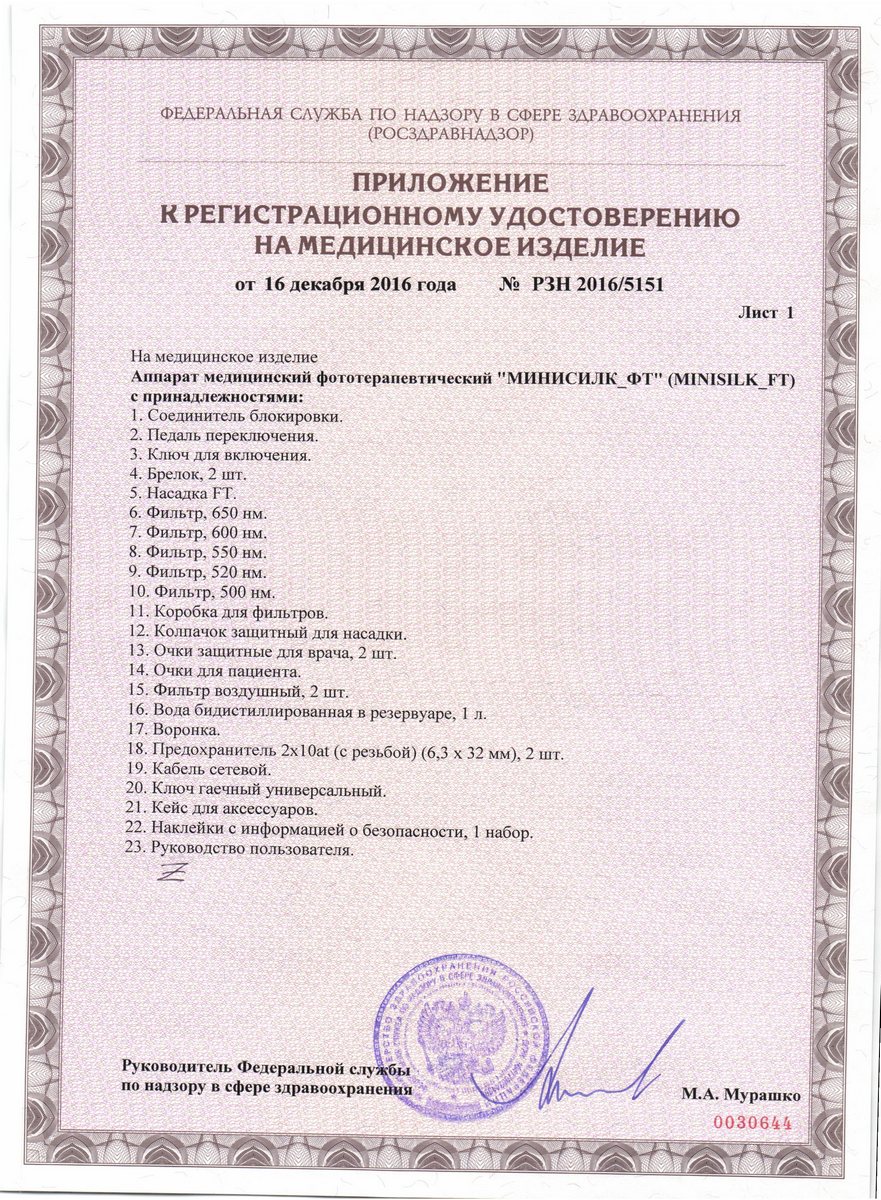 ФЕДЕРАЛЬНАЯ СЛУЖБА ПО НАДЗОРУ В СФЕРЕ ЗДРАВООХРАНЕНИЯ
(РОСЗДРАВНАДЗОР)
ПРИЛОЖЕНИЕ
К РЕГИСТРАЦИОННОМУ УДОСТОВЕРЕНИЮ
НА МЕДИЦИНСКОЕ ИЗДЕЛИЕ
от 16 декабря 2016 года № РЗН 2016/5151
Лист 1
На медицинское изделие
Аппарат медицинский фототерапевтический "МИНИСИЛК_ФТ" (MINISILK_FT)
с принадлежностями:
1. Соединитель блокировки.
2. Педаль переключения.
3. Ключ для включения.
4. Брелок, 2 шт.
5. Насадка FT.
6. Фильтр, 650 нм.
7. Фильтр, 600 нм.
8. Фильтр, 550 нм.
9. Фильтр, 520 нм.
10. Фильтр, 500 нм.
11. Коробка для фильтров.
12. Колпачок защитный для насадки.
13. Очки защитные для врача, 2 шт.
14. Очки для пациента.
15. Фильтр воздушный, 2 шт.
16. Вода бидистиллированная в резервуаре, 1 л.
17. Воронка.
18. Предохранитель 2x10at (с резьбой) (6,3 х 32 мм), 2 шт.
19. Кабель сетевой.
20. Ключ гаечный универсальный.
21. Кейс для аксессуаров.
22. Наклейки с информацией о безопасности, 1 набор.
23. Руководство пользователя.
Руководитель Федеральной службы
по надзору в сфере здравоохранения
М.А. Мурашко
0030644